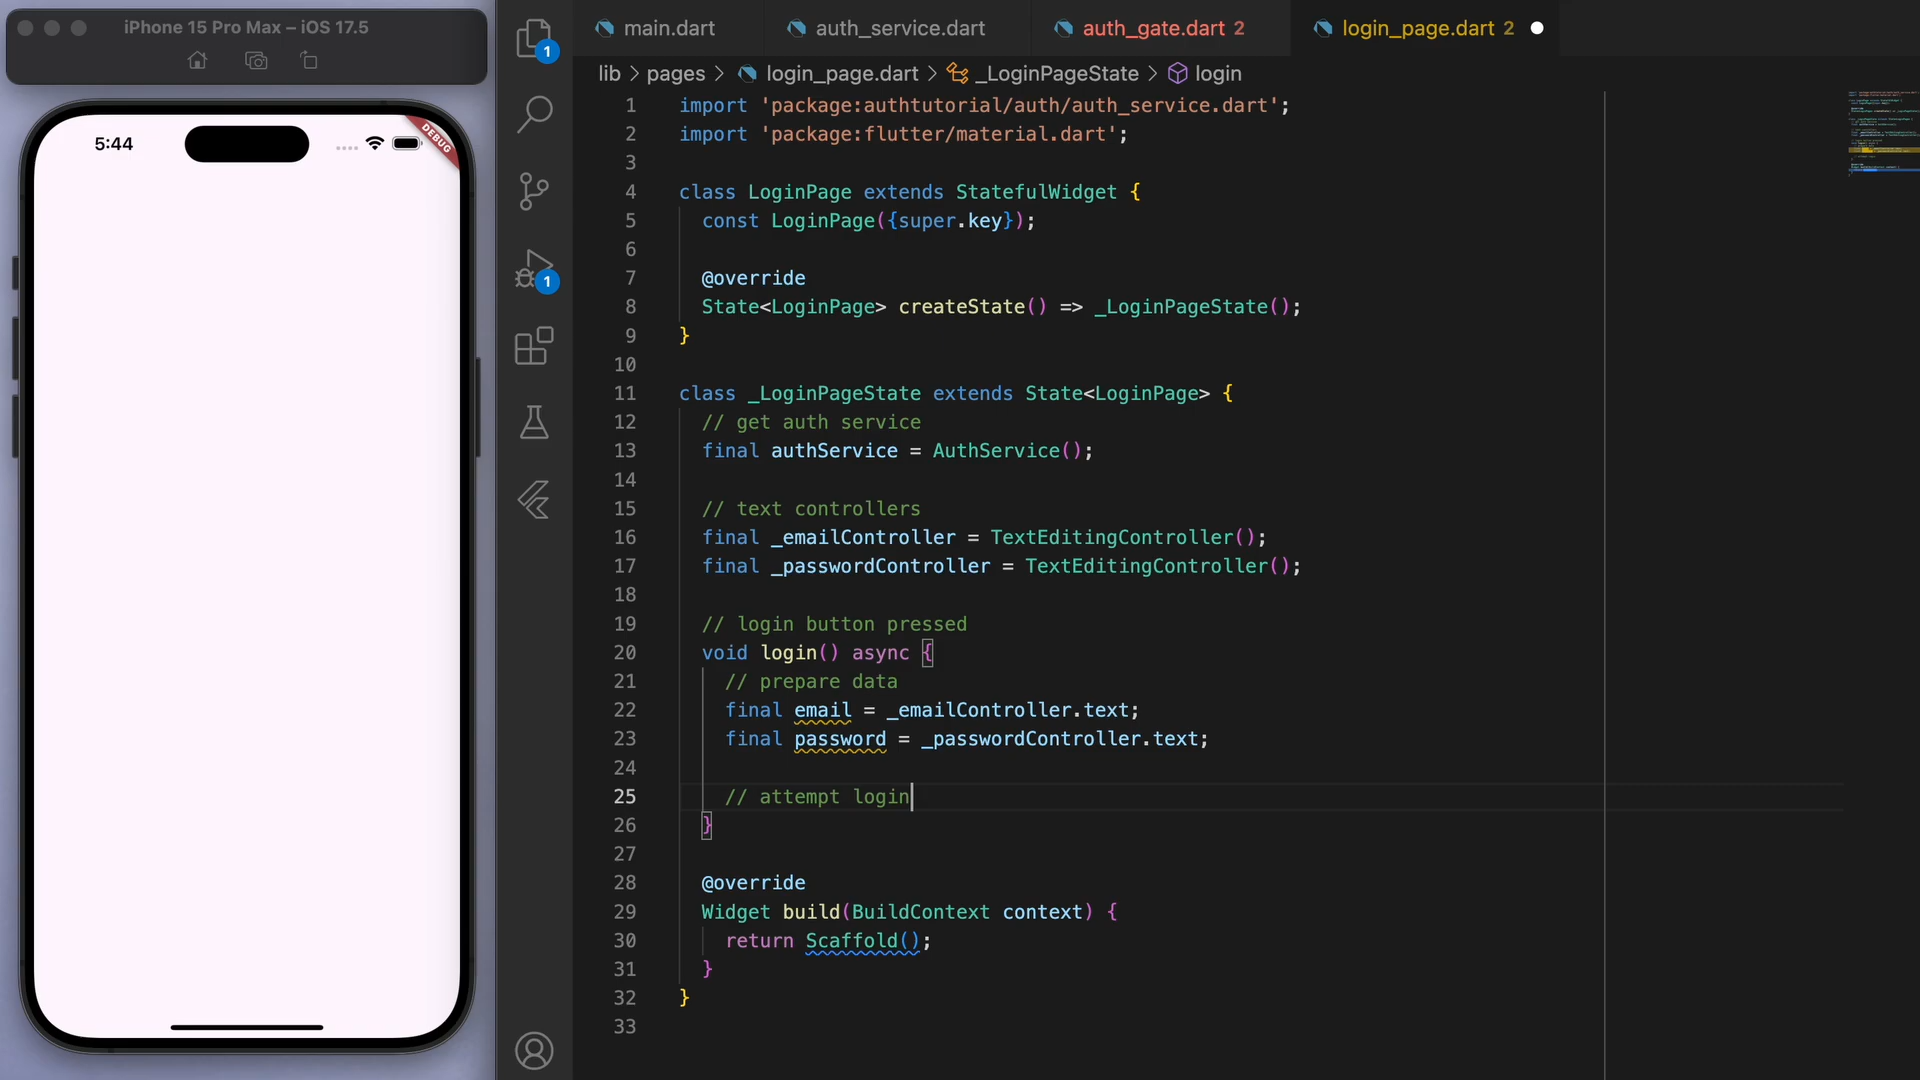 iPhone 15 Pro Max – iOS 17.5
5:44
DEBUG
1
1
main.dart
auth_service.dart
auth_gate.dart 2
login_page.dart 2
lib > pages > login_page.dart > _LoginPageState > login
1 import 'package:authtutorial/auth/auth_service.dart';
2 import 'package:flutter/material.dart';
3
4 class LoginPage extends StatefulWidget {
5 const LoginPage({super.key});
6
7 @override
8 State<LoginPage> createState() => _LoginPageState();
9 }
10
11 class _LoginPageState extends State<LoginPage> {
12 // get auth service
13 final authService = AuthService();
14
15 // text controllers
16 final _emailController = TextEditingController();
17 final _passwordController = TextEditingController();
18
19 // login button pressed
20 void login() async {
21 // prepare data
22 final email = _emailController.text;
23 final password = _passwordController.text;
24
25 // attempt login
26 }
27
28 @override
29 Widget build(BuildContext context) {
30 return Scaffold();
31 }
32 }
33